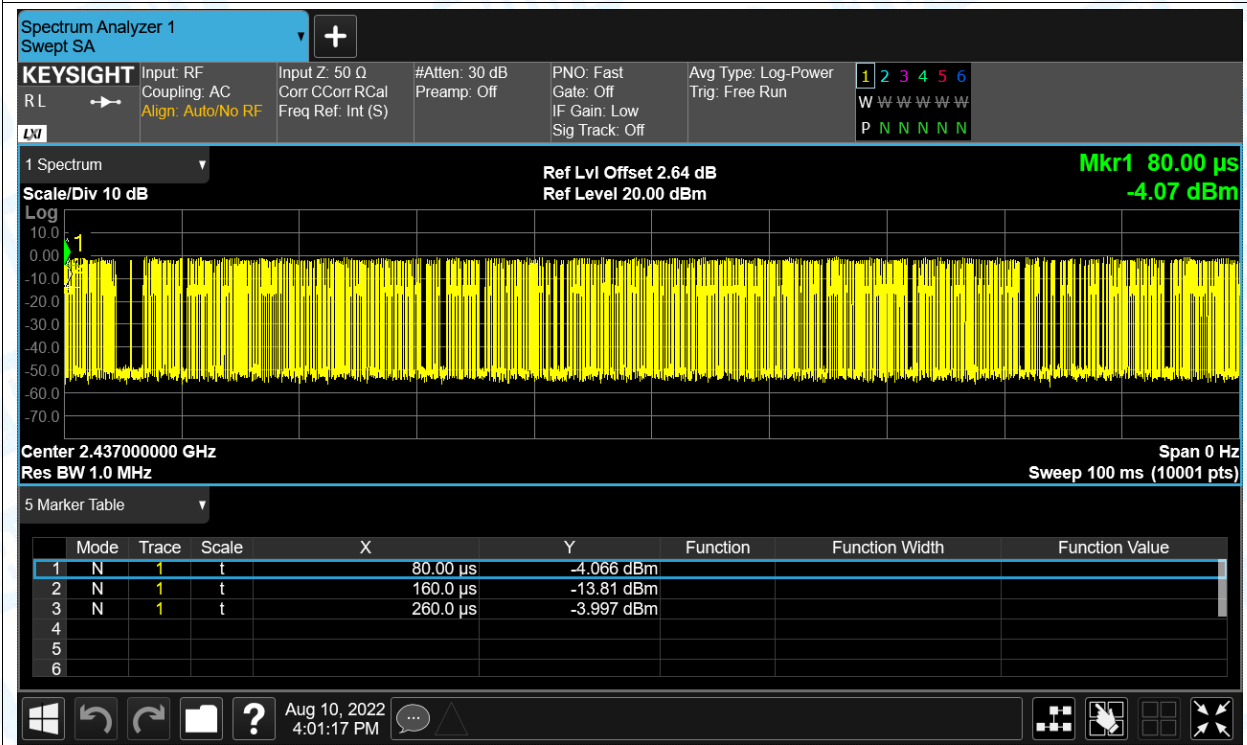 Spectrum Analyzer 1
Swept SA
KEYSIGHT
R L
LXI
Input: RF
Coupling: AC
Align: Auto/No RF
Input Z: 50 Ω
Corr CCorr RCal
Freq Ref: Int (S)
#Atten: 30 dB
Preamp: Off
PNO: Fast
Gate: Off
IF Gain: Low
Sig Track: Off
Avg Type: Log-Power
Trig: Free Run
1 2 3 4 5 6
W W W W W W
P N N N N N
1 Spectrum
Scale/Div 10 dB
Ref Lvl Offset 2.64 dB
Ref Level 20.00 dBm
Mkr1 80.00 µs
-4.07 dBm
Log
10.0
0.00
-10.0
-20.0
-30.0
-40.0
-50.0
-60.0
-70.0
1
Center 2.437000000 GHz
Res BW 1.0 MHz
Span 0 Hz
Sweep 100 ms (10001 pts)
5 Marker Table
Mode Trace Scale X Y Function Function Width Function Value
1 N 1 t 80.00 µs -4.066 dBm
2 N 1 t 160.0 µs -13.81 dBm
3 N 1 t 260.0 µs -3.997 dBm
4
5
6
?
Aug 10, 2022
4:01:17 PM